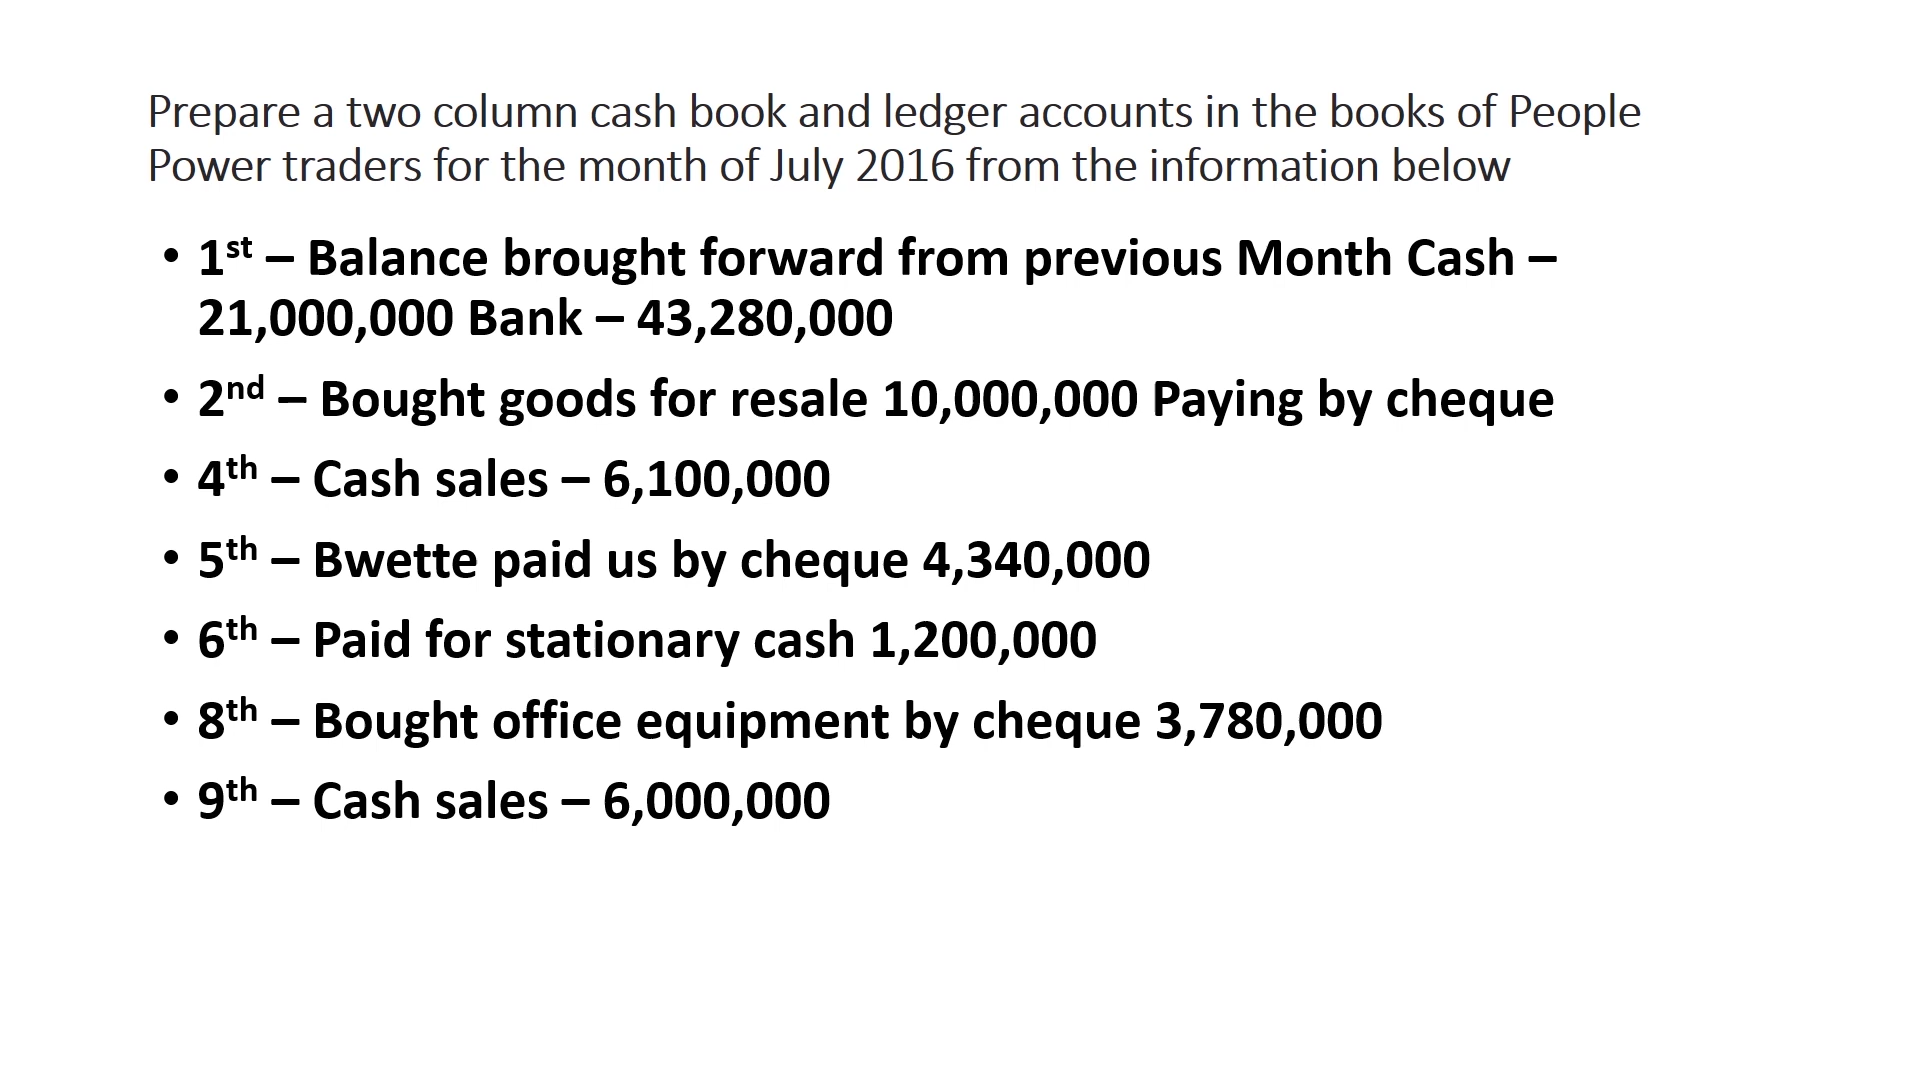 Prepare a two column cash book and ledger accounts in the books of People
Power traders for the month of July 2016 from the information below
• 1st – Balance brought forward from previous Month Cash –
21,000,000 Bank – 43,280,000
• 2nd – Bought goods for resale 10,000,000 Paying by cheque
• 4th – Cash sales – 6,100,000
• 5th – Bwette paid us by cheque 4,340,000
• 6th – Paid for stationary cash 1,200,000
• 8th – Bought office equipment by cheque 3,780,000
• 9th – Cash sales – 6,000,000